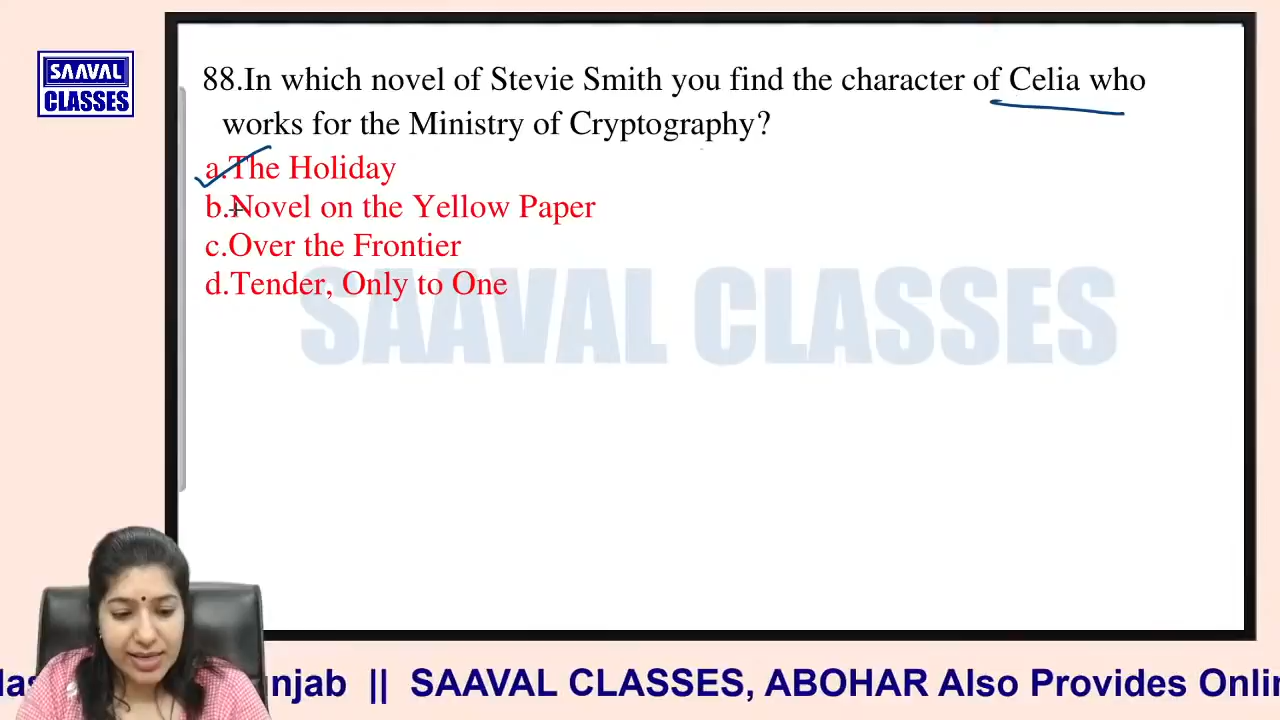 SAAVAL
CLASSES
88.In which novel of Stevie Smith you find the character of Celia who
works for the Ministry of Cryptography?
a.The Holiday
b.Novel on the Yellow Paper
c.Over the Frontier
d.Tender, Only to One
SAAVAL CLASSES
njab || SAAVAL CLASSES, ABOHAR Also Provides Onlin